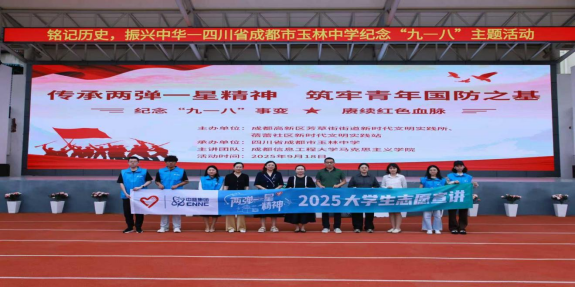 铭记历史，振兴中华—四川省成都市玉林中学纪念“九一八”主题活动
传承两弹一星精神 筑牢青年国防之基
纪念“九一八”事变 ★ 赓续红色血脉
主办单位：成都高新区芳草街街道新时代文明实践所、
蓓蕾社区新时代文明实践站
承办单位：四川省成都市玉林中学
主讲团队：成都信息工程大学马克思主义学院
活动时间：2025年9月18日
中核集团
CNNC
两弹一星精神
2025大学生志愿宣讲